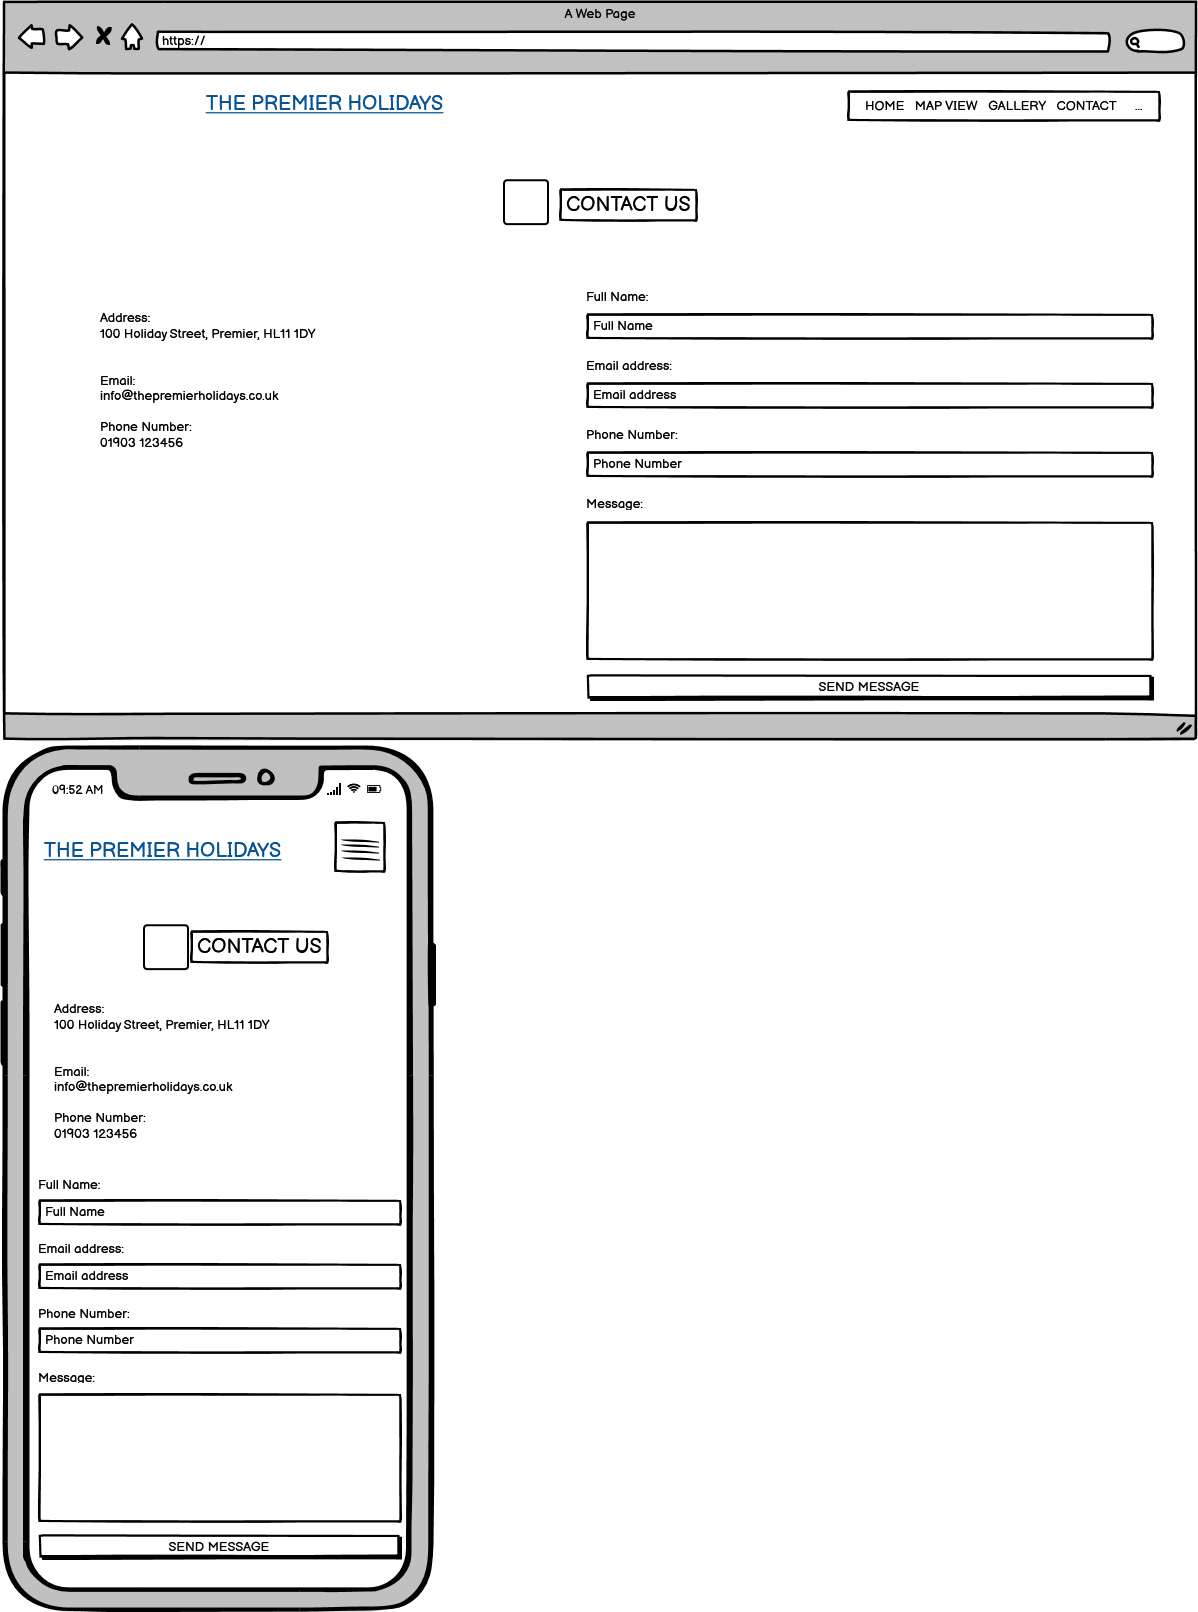 A Web Page
https://
THE PREMIER HOLIDAYS
HOME MAP VIEW GALLERY CONTACT ...
CONTACT US
Address:
100 Holiday Street, Premier, HL11 1DY
Email:
info@thepremierholidays.co.uk
Phone Number:
01903 123456
Full Name:
Full Name
Email address:
Email address
Phone Number:
Phone Number
Message:
SEND MESSAGE
09:52 AM
THE PREMIER HOLIDAYS
CONTACT US
Address:
100 Holiday Street, Premier, HL11 1DY
Email:
info@thepremierholidays.co.uk
Phone Number:
01903 123456
Full Name:
Full Name
Email address:
Email address
Phone Number:
Phone Number
Message:
SEND MESSAGE